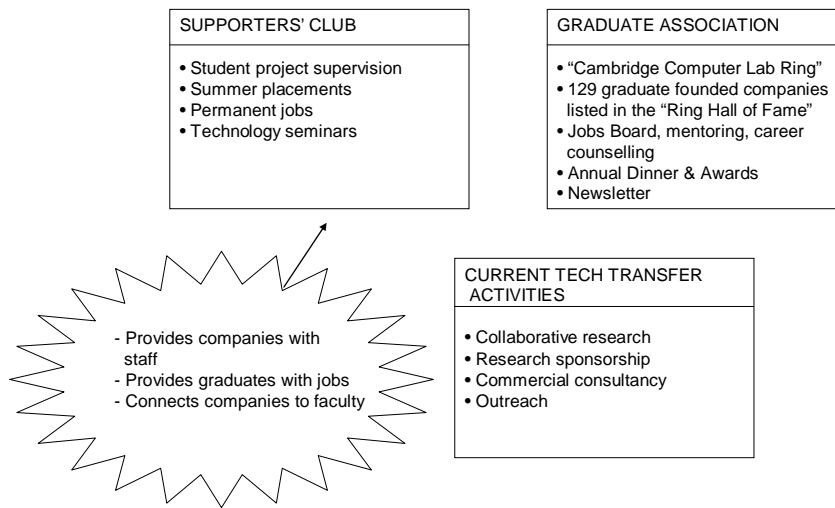 SUPPORTERS’ CLUB
• Student project supervision
• Summer placements
• Permanent jobs
• Technology seminars
GRADUATE ASSOCIATION
• “Cambridge Computer Lab Ring”
• 129 graduate founded companies
listed in the “Ring Hall of Fame”
• Jobs Board, mentoring, career
counselling
• Annual Dinner & Awards
• Newsletter
- Provides companies with
staff
- Provides graduates with jobs
- Connects companies to faculty
CURRENT TECH TRANSFER
ACTIVITIES
• Collaborative research
• Research sponsorship
• Commercial consultancy
• Outreach